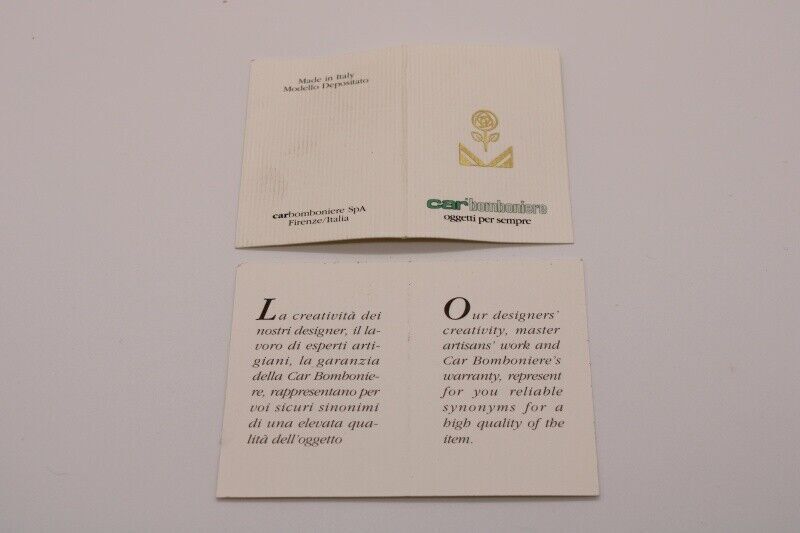 Made in Italy
Modello Depositato
carbomboniere SpA
Firenze/Italia
car bomboniere
oggetti per sempre
La creatività dei
nostri designer, il la-
voro di esperti arti-
giani, la garanzia
della Car Bombonie-
re, rappresentano per
voi sicuri sinonimi
di una elevata qua-
lità dell'oggetto
Our designers'
creativity, master
artisans' work and
Car Bomboniere's
warranty, represent
for you reliable
synonyms for a
high quality of the
item.